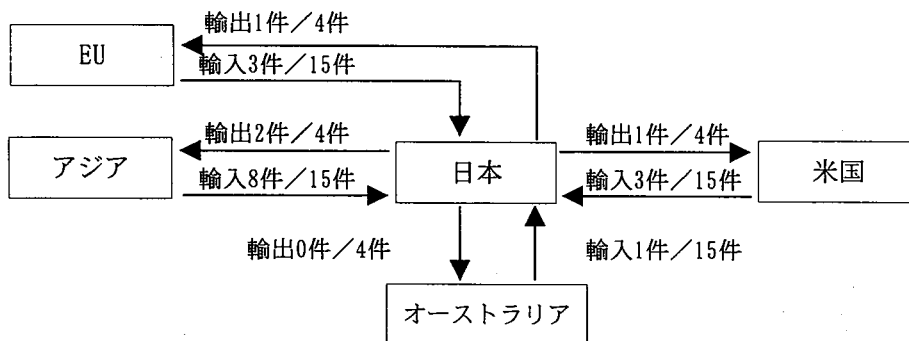 輸出1件／4件
EU
輸入3件／15件
輸出2件／4件
輸出1件／4件
アジア
日本
米国
輸入8件／15件
輸入3件／15件
輸出0件／4件
輸入1件／15件
オーストラリア